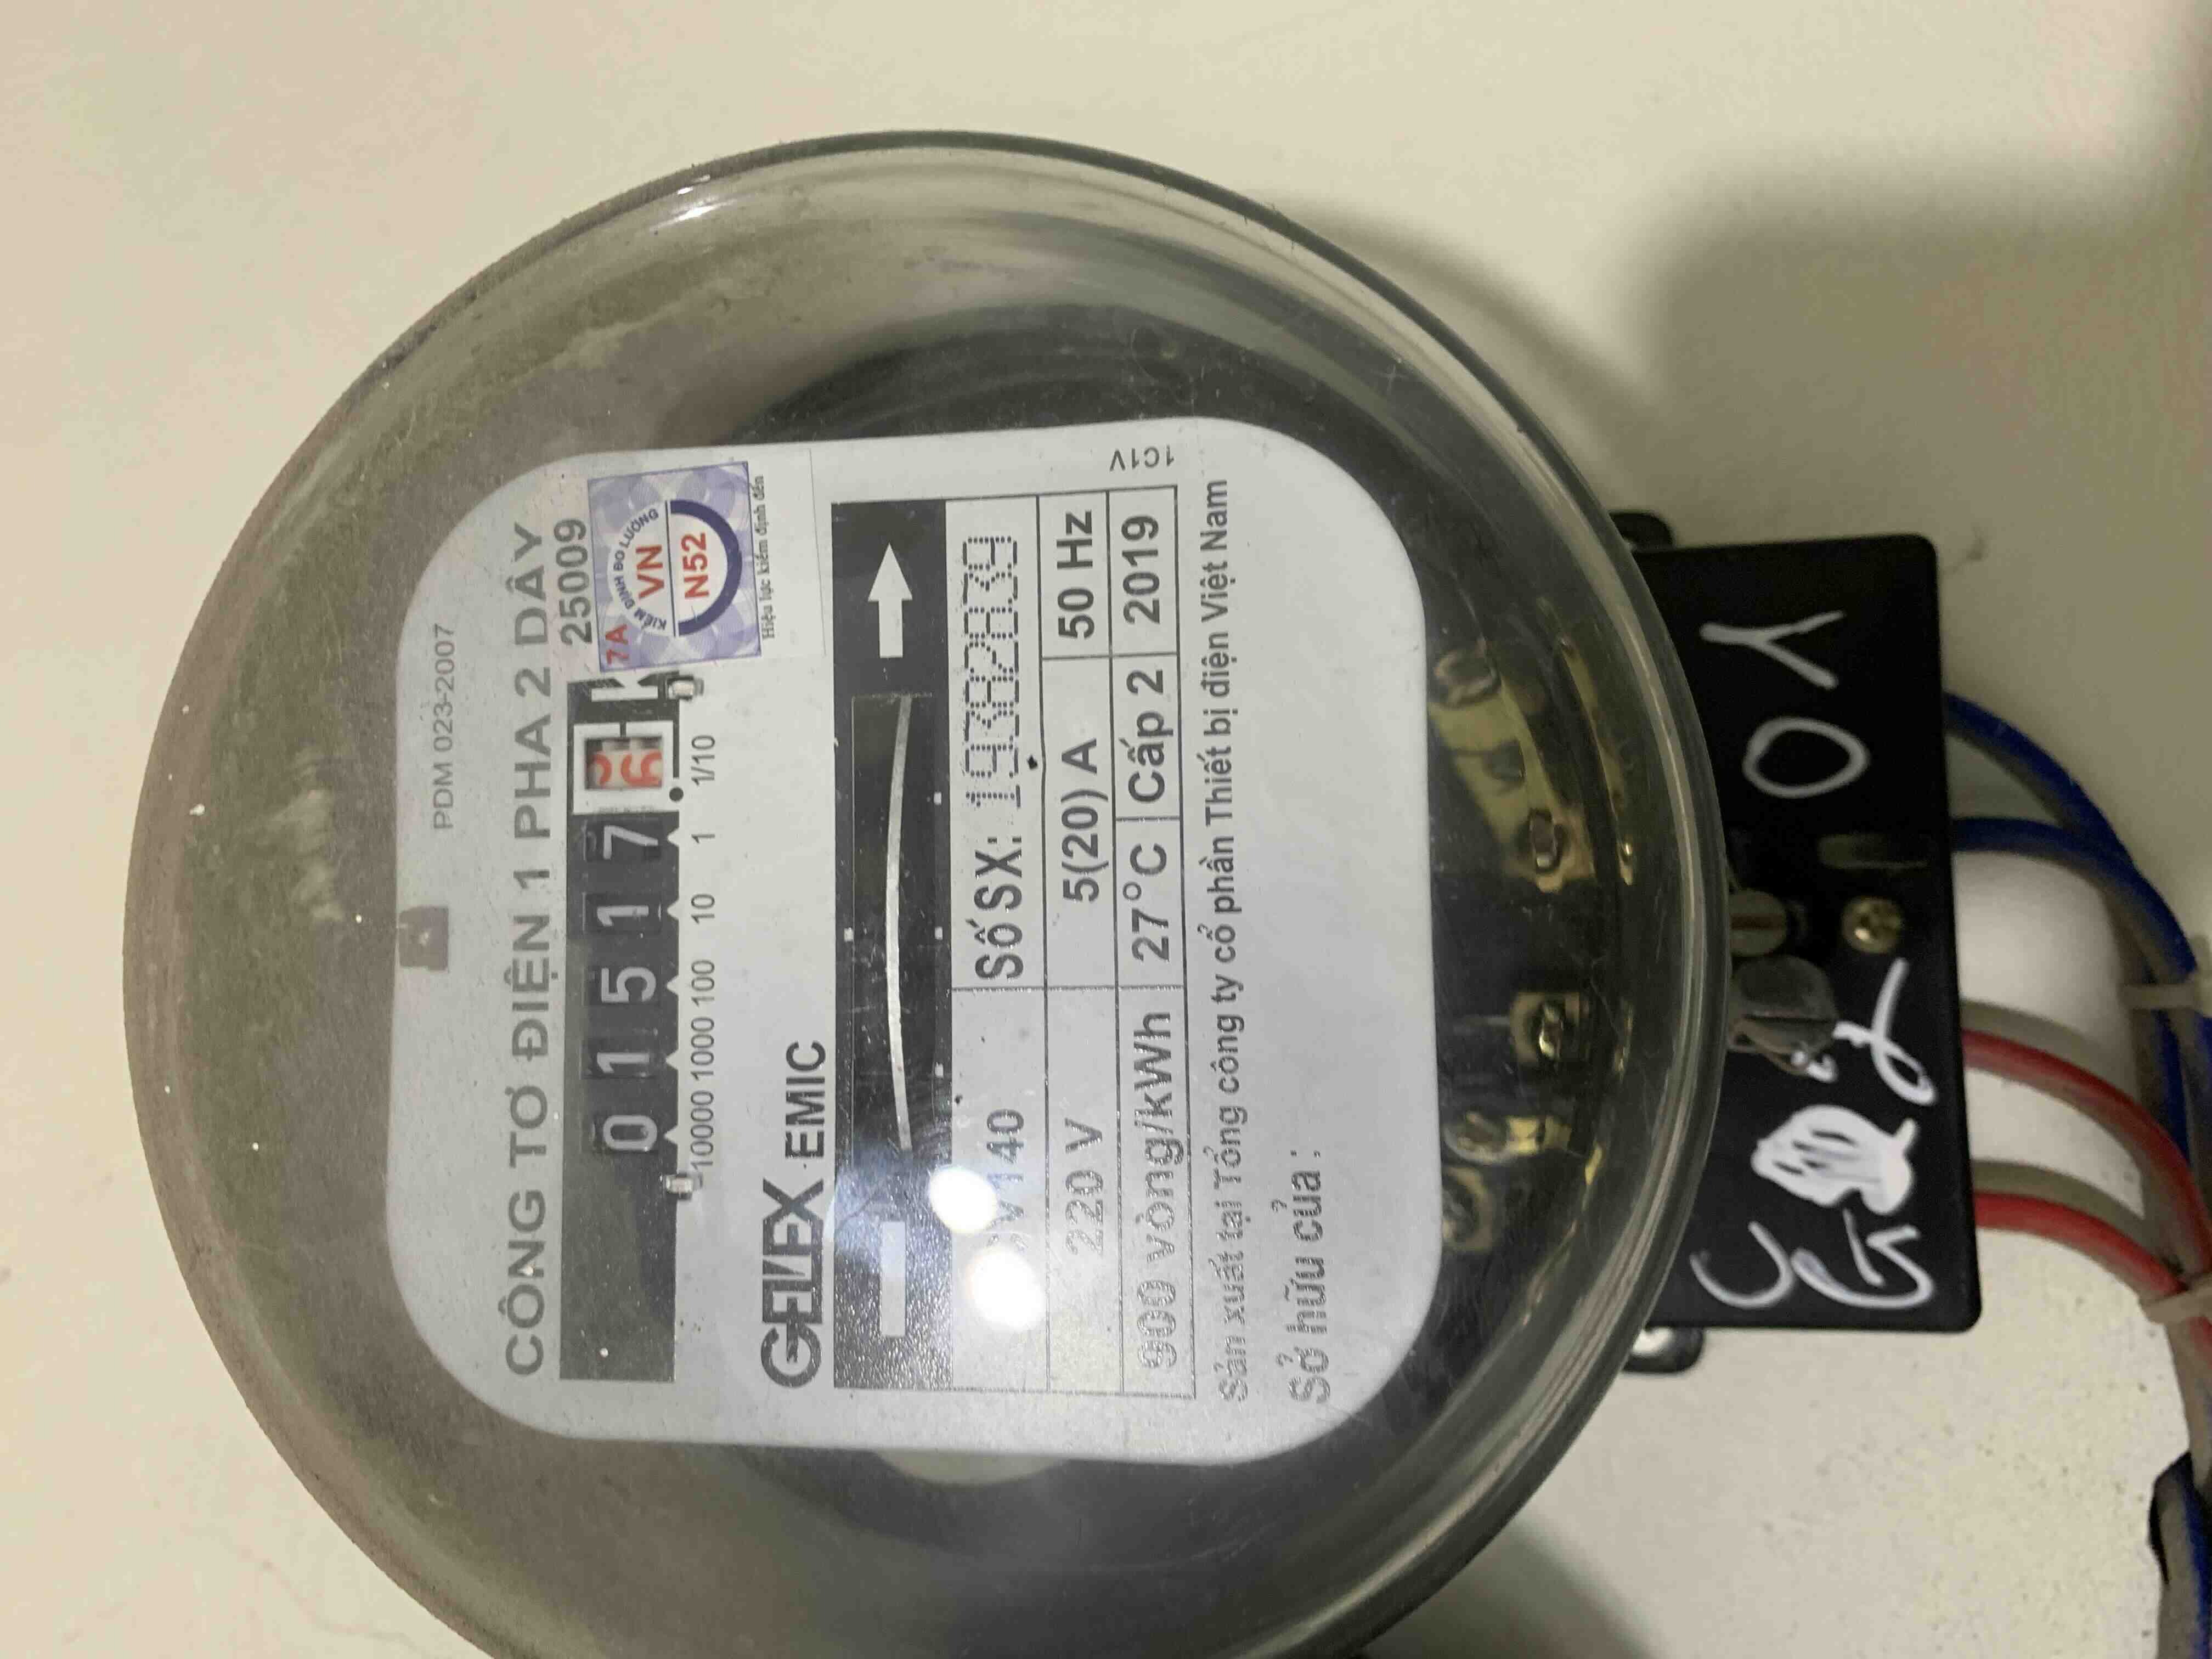 PDM 023-2007
CÔNG TƠ ĐIỆN 1 PHA 2 DÂY
25009
0 1 5 1 7 6
7A
KIỂM ĐỊNH ĐO LƯỜNG
VN
N52
Hiệu lực kiểm định đến
10000 1000 100 10 1 1/10
GELEX EMIC
V140 Số SX: 193828739
220 V 5(20) A 50 Hz
900 vòng/kWh 27°C Cấp 2 2019
1C1V
Sản xuất tại Tổng công ty cổ phần Thiết bị điện Việt Nam
Sở hữu của :